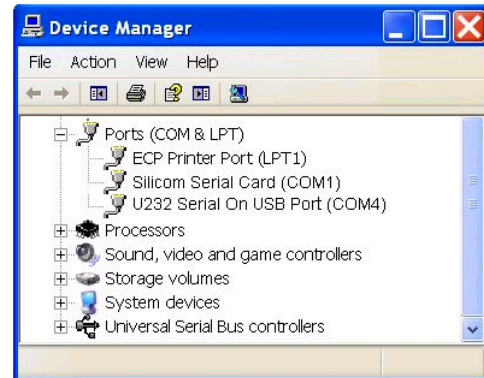 Device Manager
File Action View Help
Ports (COM & LPT)
ECP Printer Port (LPT1)
Silicom Serial Card (COM1)
U232 Serial On USB Port (COM4)
Processors
Sound, video and game controllers
Storage volumes
System devices
Universal Serial Bus controllers